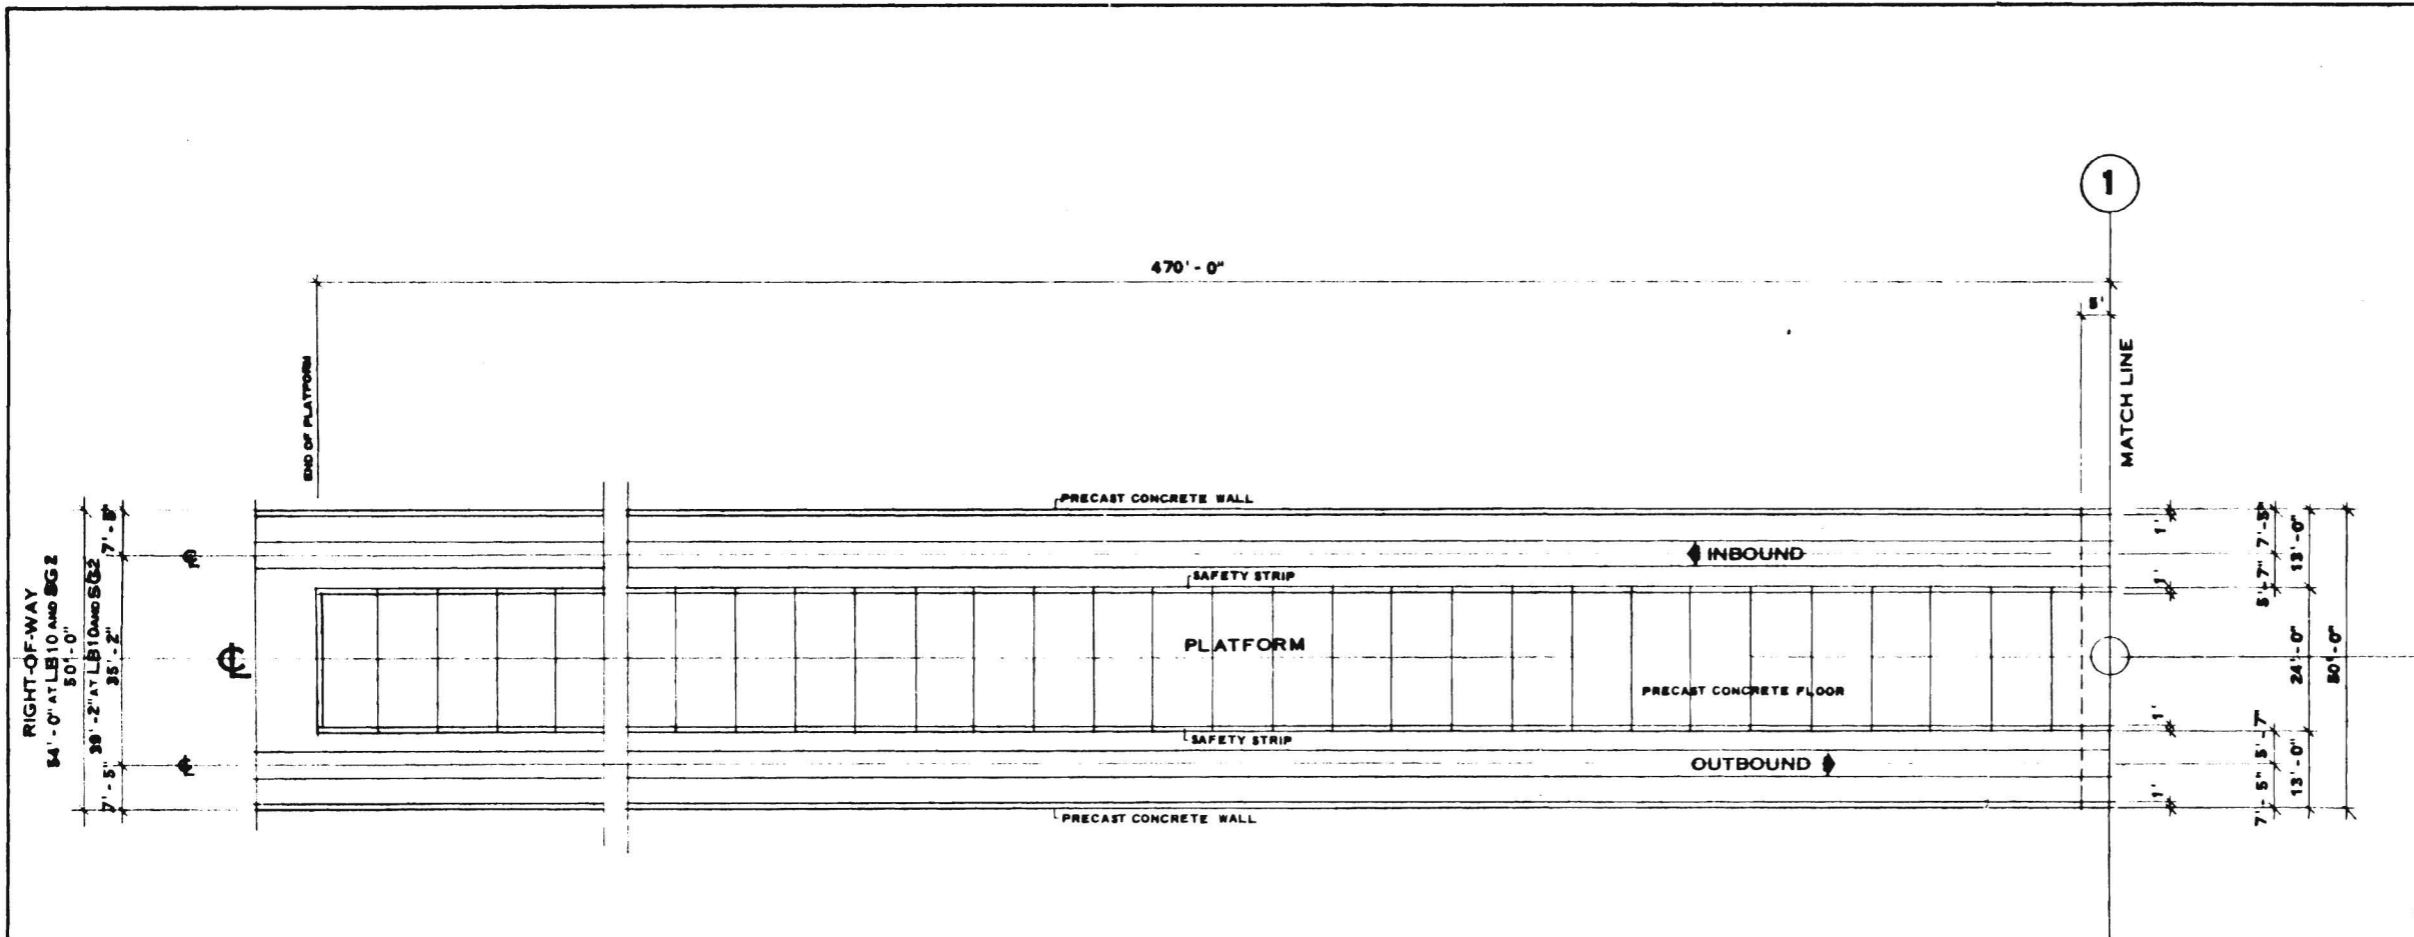 1
470'-0"
5'
END OF PLATFORM
MATCH LINE
PRECAST CONCRETE WALL
INBOUND
SAFETY STRIP
PLATFORM
PRECAST CONCRETE FLOOR
SAFETY STRIP
OUTBOUND
PRECAST CONCRETE WALL
RIGHT-OF-WAY
54'-0" AT LB10 AND SG2
50'-0"
39'-2" AT LB10 AND SG2
35'-2"
7'-5"
7'-5"
1'
1'
1'
1'
7'-5"
5'-7"
5'-7"
7'-5"
13'-0"
24'-0"
13'-0"
50'-0"